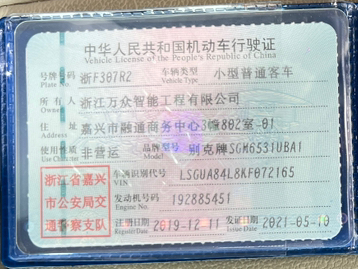 中华人民共和国机动车行驶证
Vehicle License of the People's Republic of China
号牌号码 浙F307R2 车辆类型 小型普通客车
Plate No. Vehicle Type
所有人 浙江万众智能工程有限公司
Owner
住址 嘉兴市融通商务中心3幢802室-01
Address
使用性质 非营运 品牌型号 别克牌SGM6531UBA1
Use Character Model
浙江省嘉兴市公安局交通警察支队
车辆识别代号 LSGUA84L8KF072165
VIN
发动机号码 192885451
注册日期 2019-12-11 发证日期 2021-05-10
Register Date Issue Date